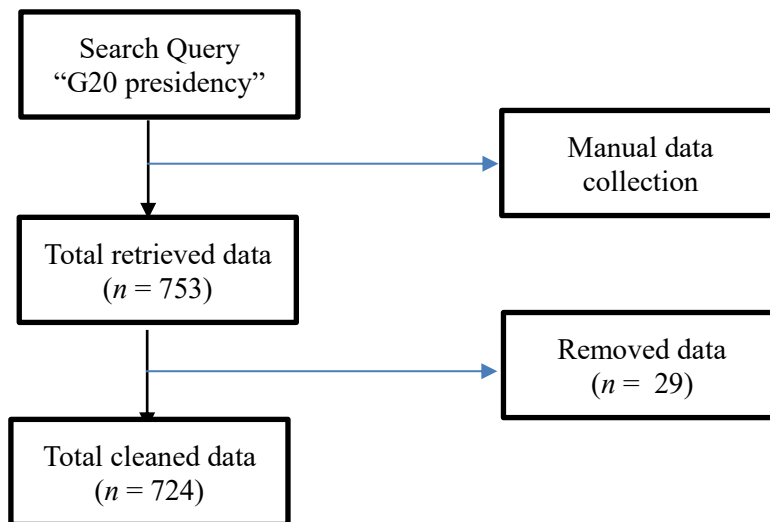 Search Query
“G20 presidency”
Manual data
collection
Total retrieved data
(n = 753)
Removed data
(n = 29)
Total cleaned data
(n = 724)